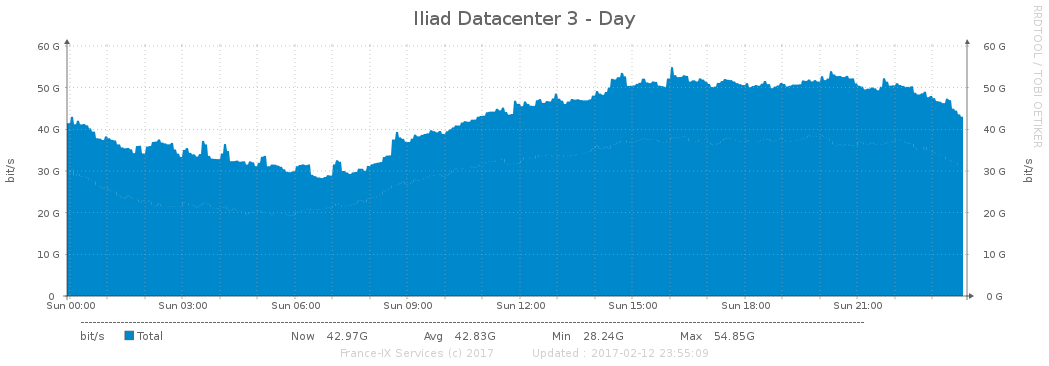 Iliad Datacenter 3 - Day
RRDTOOL / TOBI OETIKER
60 G 60 G
50 G 50 G
40 G 40 G
30 G 30 G
20 G 20 G
10 G 10 G
0 0 G
bit/s bit/s
Sun 00:00 Sun 03:00 Sun 06:00 Sun 09:00 Sun 12:00 Sun 15:00 Sun 18:00 Sun 21:00
bit/s Total Now 42.97G Avg 42.83G Min 28.24G Max 54.85G
France-IX Services (c) 2017 Updated : 2017-02-12 23:55:09